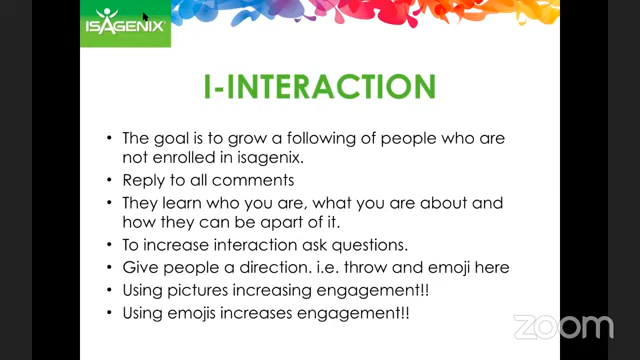 ISAGENIX
I-INTERACTION
• The goal is to grow a following of people who are
not enrolled in isagenix.
• Reply to all comments
• They learn who you are, what you are about and
how they can be apart of it.
• To increase interaction ask questions.
• Give people a direction. i.e. throw and emoji here
• Using pictures increasing engagement!!
• Using emojis increases engagement!!
zoom